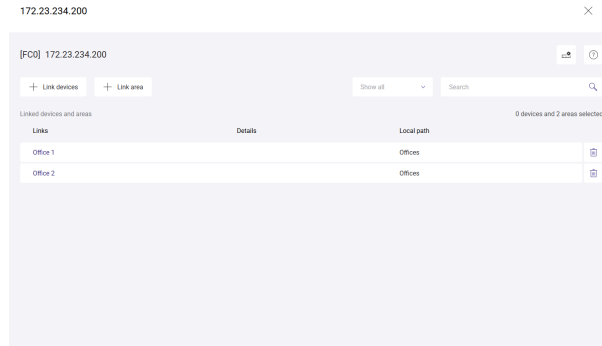 172.23.234.200
[FC0] 172.23.234.200
Link devices Link area Show all Search
Linked devices and areas 0 devices and 2 areas selected
Links Details Local path
Office 1 Offices
Office 2 Offices